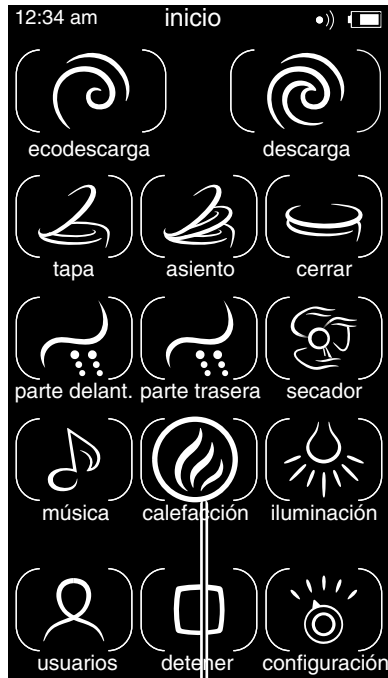 12:34 am inicio
ecodescarga descarga
tapa asiento cerrar
parte delant. parte trasera secador
música calefacción iluminación
usuarios detener configuración